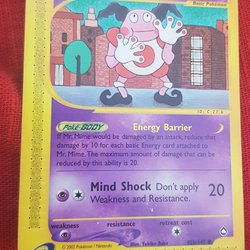 Basic Pokémon
Poké-BODY Energy Barrier
If Mr. Mime would be damaged by an attack, reduce that
damage by 10 for each basic Energy card attached to
Mr. Mime. The maximum amount of damage that can be
reduced by this ability is 20.
Mind Shock Don't apply
Weakness and Resistance.
20
weakness
resistance
retreat cost
©2002 Pokémon / Nintendo